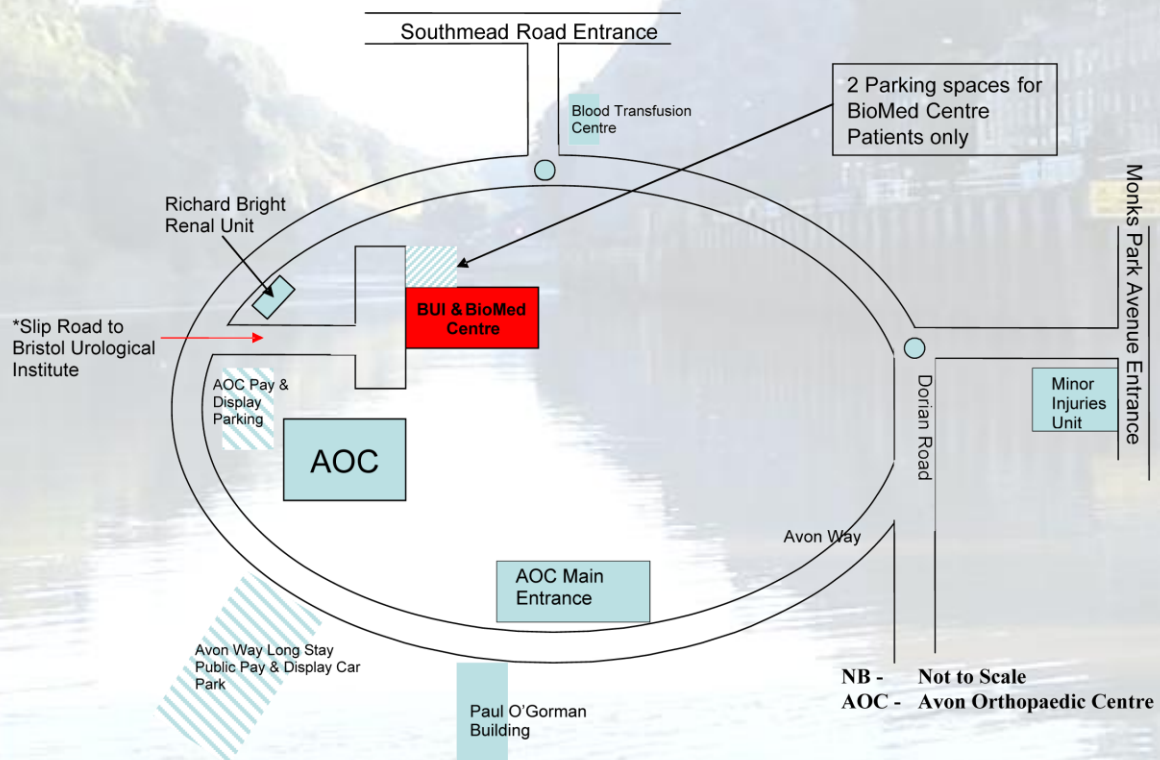 Southmead Road Entrance
2 Parking spaces for
BioMed Centre
Patients only
Blood Transfusion
Centre
Monks Park Avenue Entrance
Richard Bright
Renal Unit
BUI & BioMed
Centre
*Slip Road to
Bristol Urological
Institute
AOC Pay &
Display
Parking
Minor
Injuries
Unit
Dorian Road
AOC
Avon Way
AOC Main
Entrance
Avon Way Long Stay
Public Pay & Display Car
Park
NB - Not to Scale
AOC - Avon Orthopaedic Centre
Paul O'Gorman
Building